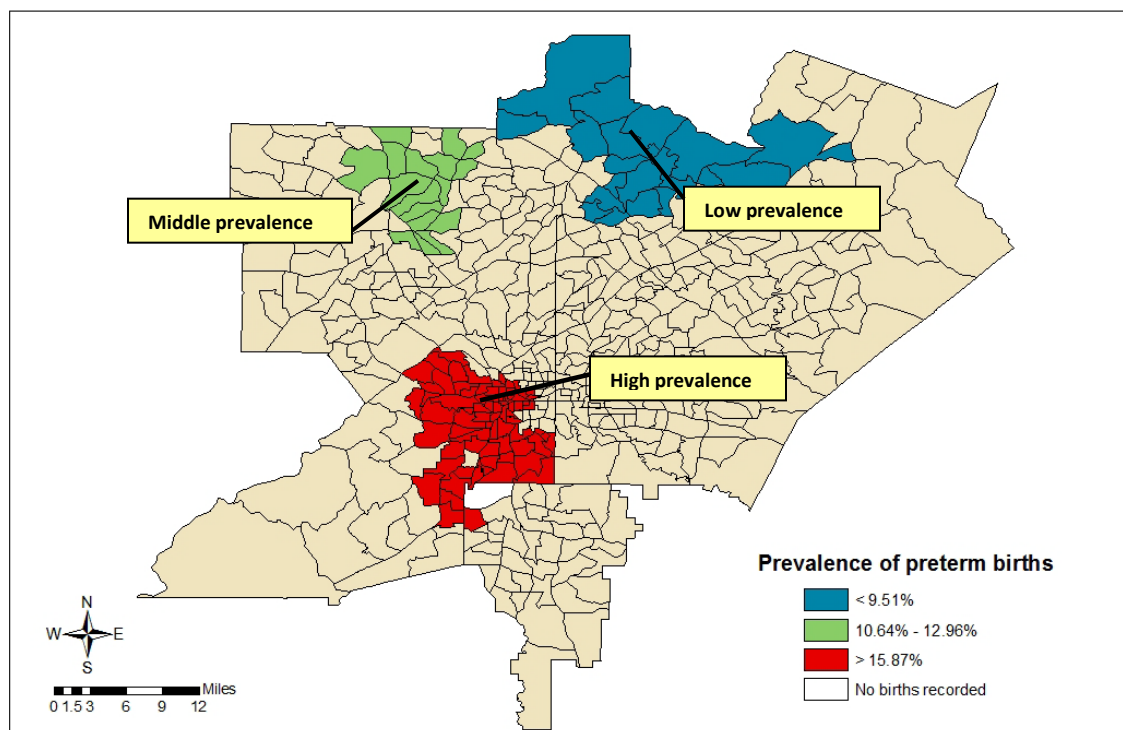 Middle prevalence
Low prevalence
High prevalence
Prevalence of preterm births
< 9.51%
10.64% - 12.96%
> 15.87%
No births recorded
N
W E
S
Miles
0 1.5 3 6 9 12